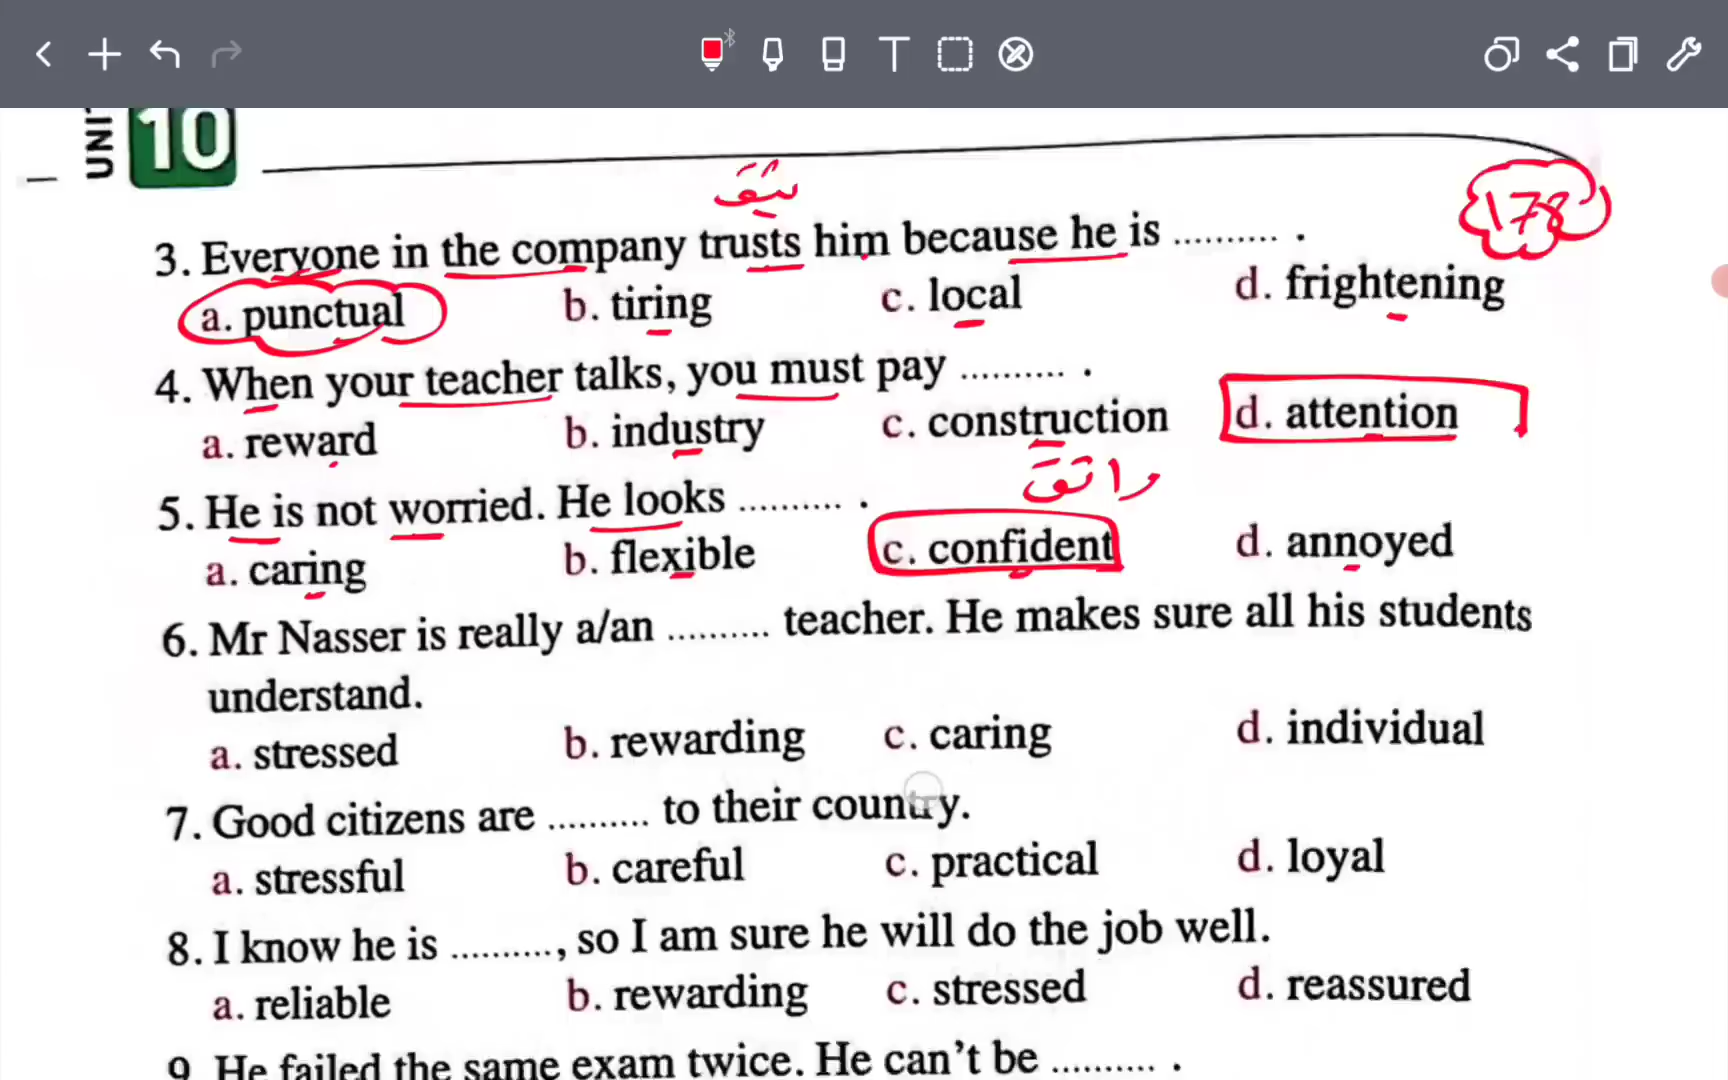 UNIT 10
يثق
178
3. Everyone in the company trusts him because he is .......... .
a. punctual b. tiring c. local d. frightening
4. When your teacher talks, you must pay .......... .
a. reward b. industry c. construction d. attention
واثق
5. He is not worried. He looks .......... .
a. caring b. flexible c. confident d. annoyed
6. Mr Nasser is really a/an .......... teacher. He makes sure all his students
understand.
a. stressed b. rewarding c. caring d. individual
7. Good citizens are .......... to their country.
a. stressful b. careful c. practical d. loyal
8. I know he is .........., so I am sure he will do the job well.
a. reliable b. rewarding c. stressed d. reassured
9. He failed the same exam twice. He can't be .......... .